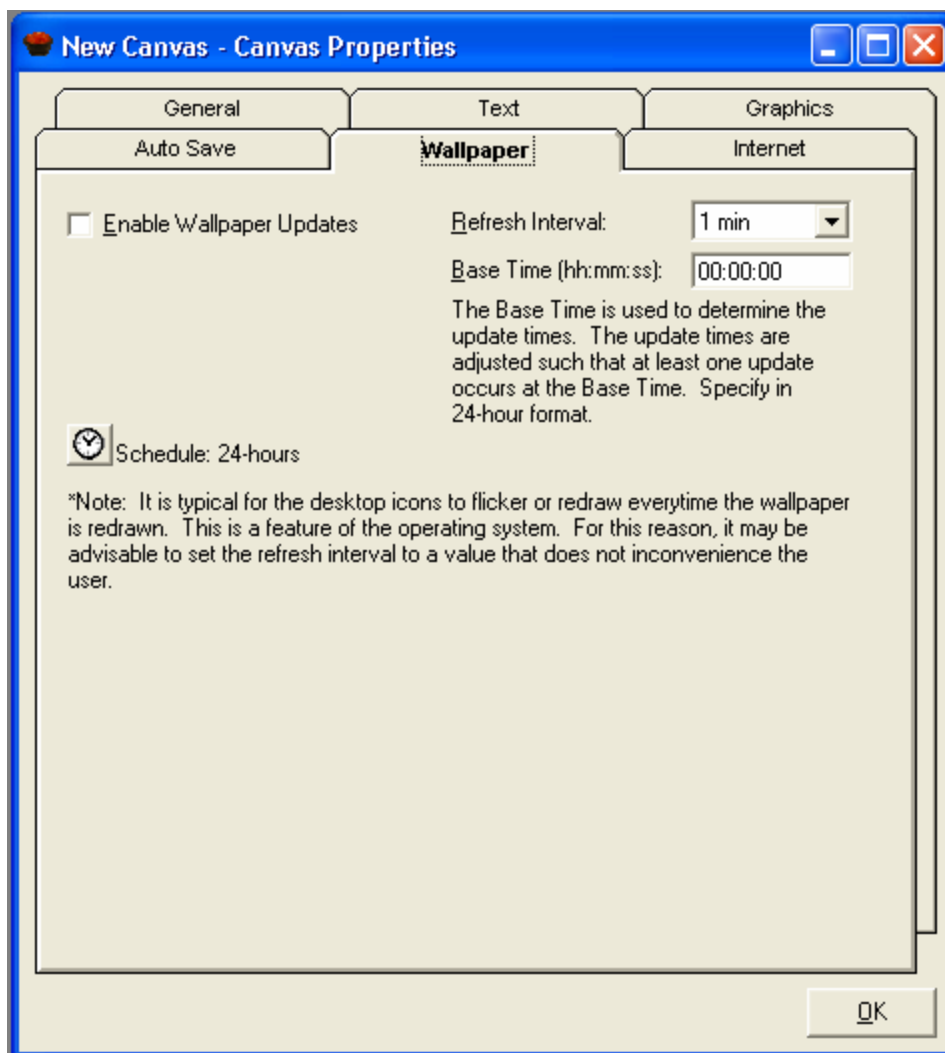 New Canvas - Canvas Properties
General
Text
Graphics
Auto Save
Wallpaper
Internet
Enable Wallpaper Updates
Refresh Interval:
1 min
Base Time (hh:mm:ss):
00:00:00
The Base Time is used to determine the
update times.  The update times are
adjusted such that at least one update
occurs at the Base Time.  Specify in
24-hour format.
Schedule: 24-hours
*Note:  It is typical for the desktop icons to flicker or redraw everytime the wallpaper
is redrawn.  This is a feature of the operating system.  For this reason, it may be
advisable to set the refresh interval to a value that does not inconvenience the
user.
OK